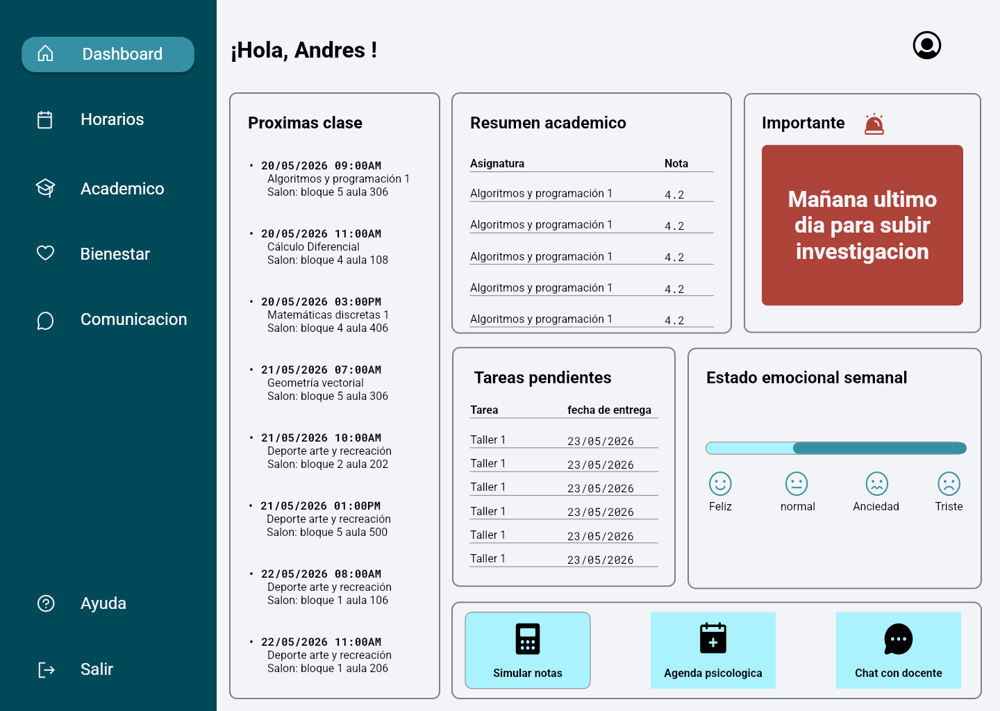 Dashboard
Horarios
Academico
Bienestar
Comunicacion
Ayuda
Salir
¡Hola, Andres !
Proximas clase
• 20/05/2026 09:00AM
Algoritmos y programación 1
Salon: bloque 5 aula 306
• 20/05/2026 11:00AM
Cálculo Diferencial
Salon: bloque 4 aula 108
• 20/05/2026 03:00PM
Matemáticas discretas 1
Salon: bloque 4 aula 406
• 21/05/2026 07:00AM
Geometría vectorial
Salon: bloque 5 aula 306
• 21/05/2026 10:00AM
Deporte arte y recreación
Salon: bloque 2 aula 202
• 21/05/2026 01:00PM
Deporte arte y recreación
Salon: bloque 5 aula 500
• 22/05/2026 08:00AM
Deporte arte y recreación
Salon: bloque 1 aula 106
• 22/05/2026 11:00AM
Deporte arte y recreación
Salon: bloque 1 aula 206
Resumen academico
Asignatura Nota
Algoritmos y programación 1 4.2
Algoritmos y programación 1 4.2
Algoritmos y programación 1 4.2
Algoritmos y programación 1 4.2
Algoritmos y programación 1 4.2
Importante
Mañana ultimo
dia para subir
investigacion
Tareas pendientes
Tarea fecha de entrega
Taller 1 23/05/2026
Taller 1 23/05/2026
Taller 1 23/05/2026
Taller 1 23/05/2026
Taller 1 23/05/2026
Taller 1 23/05/2026
Estado emocional semanal
Feliz normal Anciedad Triste
Simular notas
Agenda psicologica
Chat con docente